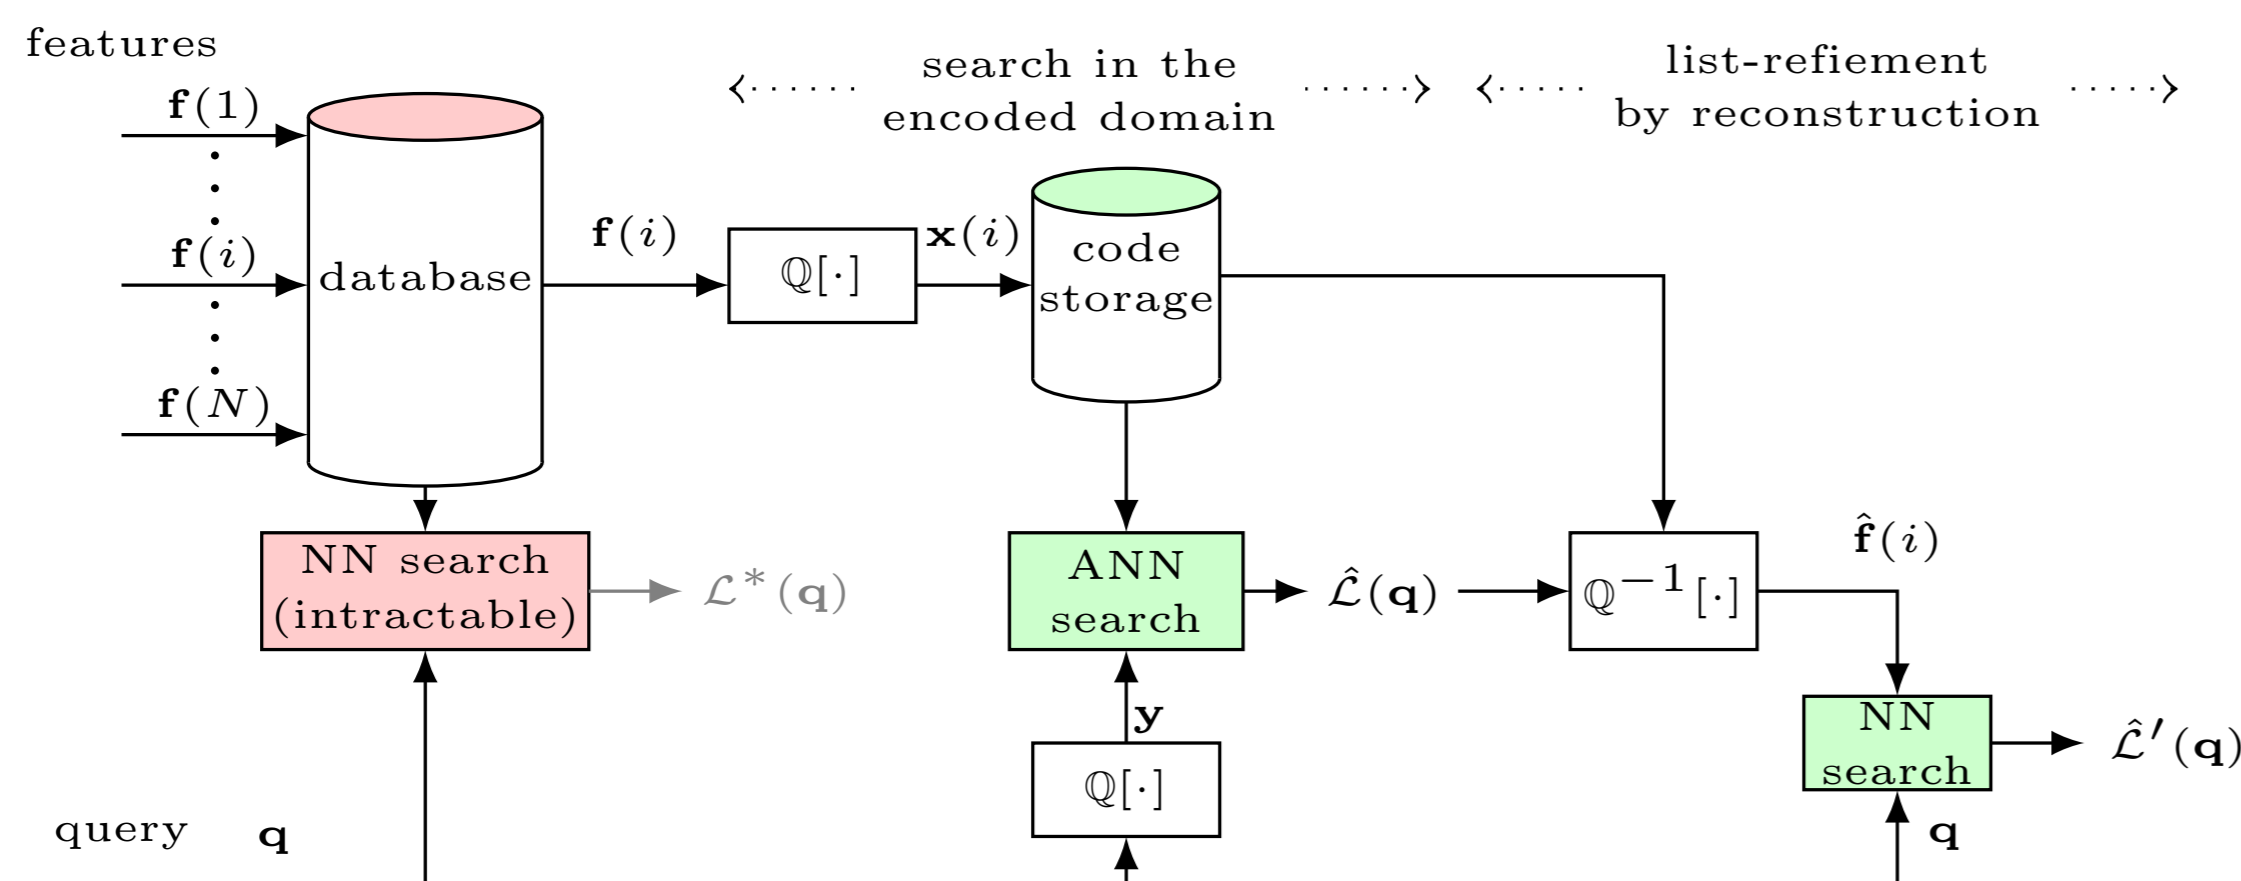 features
search in the
encoded domain
list-refiement
by reconstruction
f(1)
f(i)
f(N)
database
f(i)
ℚ[·]
x(i)
code
storage
NN search
(intractable)
ℒ*(q)
ANN
search
ℒ̂(q)
ℚ⁻¹[·]
f̂(i)
y
ℚ[·]
NN
search
ℒ̂′(q)
query q
q